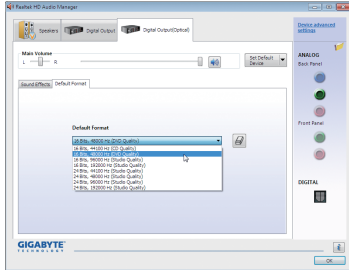 Realtek HD Audio Manager
Speakers
Digital Output
Digital Output(Optical)
Device advanced settings
Main Volume
L
R
Set Default Device
ANALOG
Back Panel
Sound Effects
Default Format
Default Format
16 Bits, 48000 Hz (DVD Quality)
16 Bits, 44100 Hz (CD Quality)
16 Bits, 48000 Hz (DVD Quality)
16 Bits, 96000 Hz (Studio Quality)
16 Bits, 192000 Hz (Studio Quality)
24 Bits, 44100 Hz (Studio Quality)
24 Bits, 48000 Hz (Studio Quality)
24 Bits, 96000 Hz (Studio Quality)
24 Bits, 192000 Hz (Studio Quality)
Front Panel
DIGITAL
GIGABYTE™
TECHNOLOGY
OK